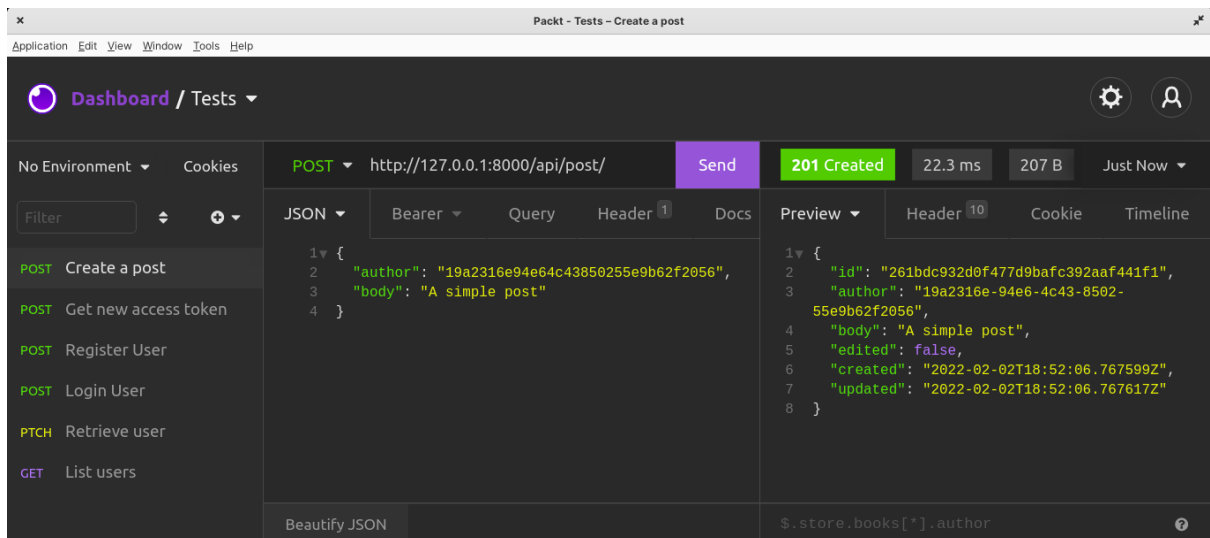 Packt - Tests – Create a post
Application Edit View Window Tools Help
Dashboard / Tests
No Environment Cookies
Filter
POST Create a post
POST Get new access token
POST Register User
POST Login User
PTCH Retrieve user
GET List users
POST http://127.0.0.1:8000/api/post/ Send
JSON Bearer Query Header 1 Docs
1 {
2 "author": "19a2316e94e64c43850255e9b62f2056",
3 "body": "A simple post"
4 }
Beautify JSON
201 Created 22.3 ms 207 B Just Now
Preview Header 10 Cookie Timeline
1 {
2 "id": "261bdc932d0f477d9bafc392aaf441f1",
3 "author": "19a2316e-94e6-4c43-8502-
55e9b62f2056",
4 "body": "A simple post",
5 "edited": false,
6 "created": "2022-02-02T18:52:06.767599Z",
7 "updated": "2022-02-02T18:52:06.767617Z"
8 }
$.store.books[*].author